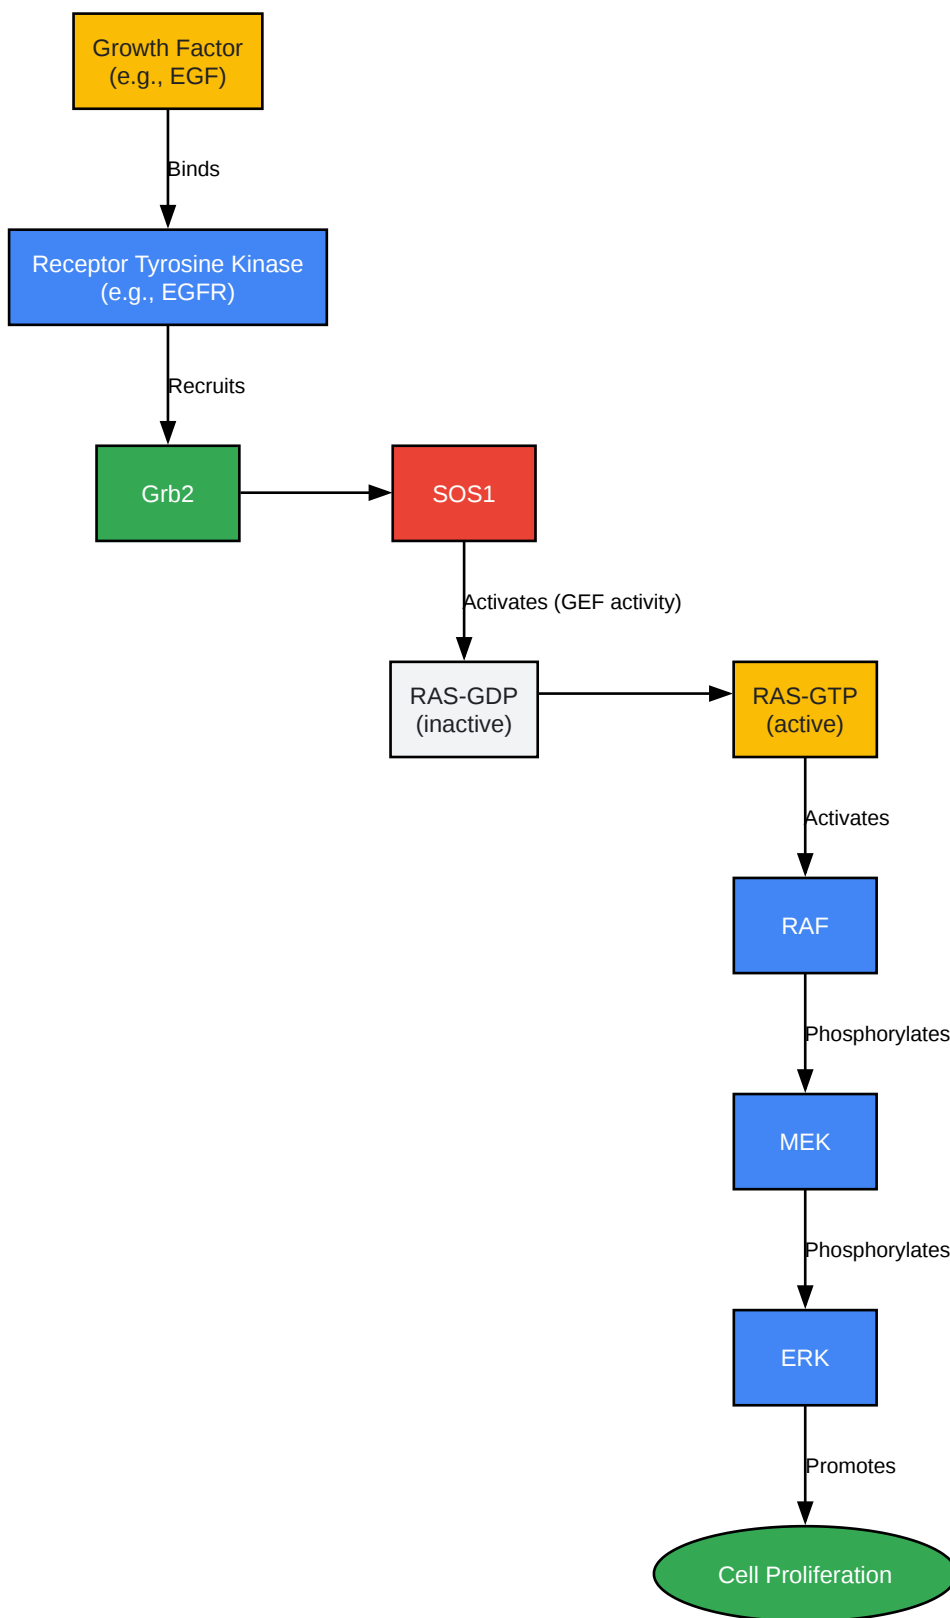 Growth Factor
(e.g., EGF)
Binds
Receptor Tyrosine Kinase
(e.g., EGFR)
Recruits
Grb2
SOS1
Activates (GEF activity)
RAS-GDP
(inactive)
RAS-GTP
(active)
Activates
RAF
Phosphorylates
MEK
Phosphorylates
ERK
Promotes
Cell Proliferation